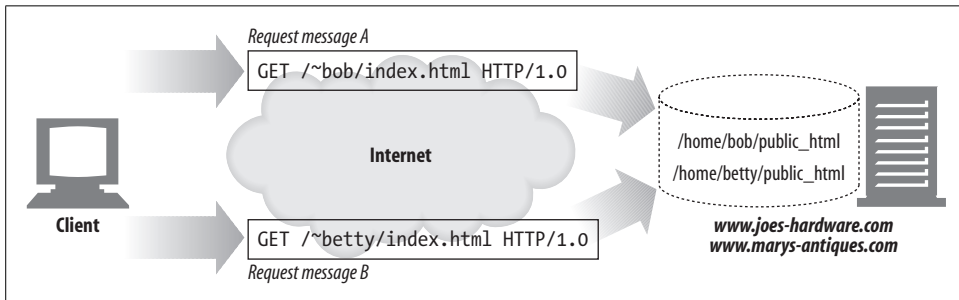 Request message A
GET /~bob/index.html HTTP/1.0
Internet
/home/bob/public_html
/home/betty/public_html
Client
www.joes-hardware.com
www.marys-antiques.com
GET /~betty/index.html HTTP/1.0
Request message B